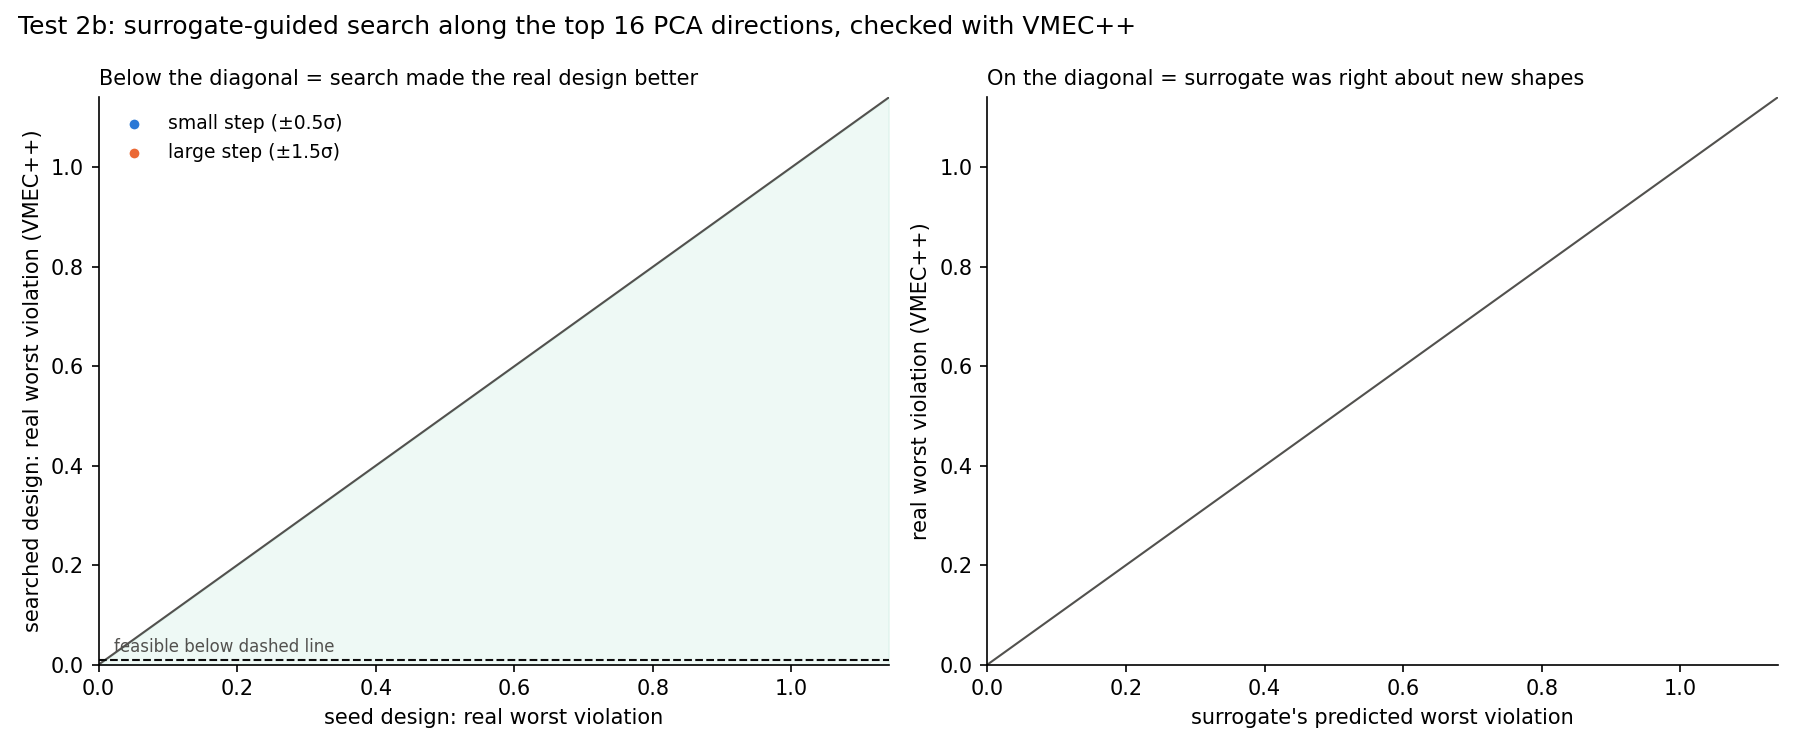 Test 2b: surrogate-guided search along the top 16 PCA directions, checked with VMEC++
Below the diagonal = search made the real design better
small step (±0.5σ)
large step (±1.5σ)
searched design: real worst violation (VMEC++)
1.0
0.8
0.6
0.4
0.2
0.0
feasible below dashed line
0.0 0.2 0.4 0.6 0.8 1.0
seed design: real worst violation
On the diagonal = surrogate was right about new shapes
real worst violation (VMEC++)
1.0
0.8
0.6
0.4
0.2
0.0
0.0 0.2 0.4 0.6 0.8 1.0
surrogate's predicted worst violation